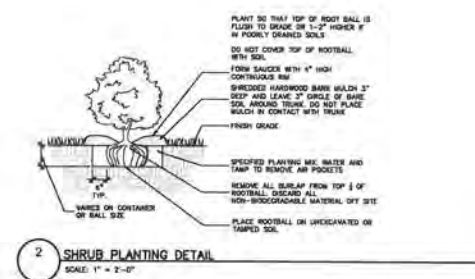 PLANT SO THAT TOP OF ROOT BALL IS
FLUSH TO GRADE OR 1-2" HIGHER IF
IN POORLY DRAINED SOILS
DO NOT COVER TOP OF ROOTBALL
WITH SOIL
FORM SAUCER WITH 4" HIGH
CONTINUOUS RIM
SHREDDED HARDWOOD BARK MULCH 3"
DEEP AND LEAVE 3" CIRCLE OF BARE
SOIL AROUND TRUNK. DO NOT PLACE
MULCH IN CONTACT WITH TRUNK
FINISH GRADE
SPECIFIED PLANTING MIX. WATER AND
TAMP TO REMOVE AIR POCKETS
REMOVE ALL BURLAP FROM TOP OF
ROOTBALL. DISCARD ALL
NON-BIODEGRADABLE MATERIAL OFF SITE
PLACE ROOTBALL ON UNEXCAVATED OR
TAMPED SOIL
6"
TYP.
VARIES ON CONTAINER
OR BALL SIZE
2 SHRUB PLANTING DETAIL
SCALE: 1" = 2'-0"